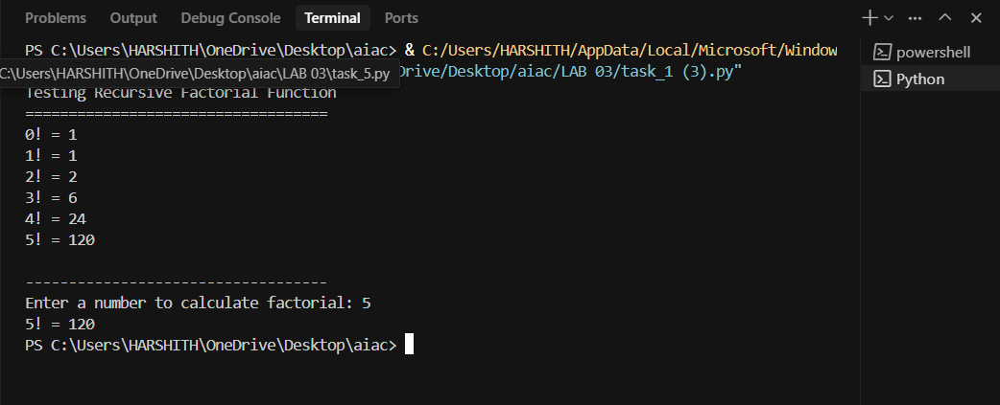 Problems Output Debug Console Terminal Ports
PS C:\Users\HARSHITH\OneDrive\Desktop\aiac> & C:/Users/HARSHITH/AppData/Local/Microsoft/Window
C:\Users\HARSHITH\OneDrive\Desktop\aiac\LAB 03\task_5.py
Drive/Desktop/aiac/LAB 03/task_1 (3).py"
Testing Recursive Factorial Function
===================================
0! = 1
1! = 1
2! = 2
3! = 6
4! = 24
5! = 120
-----------------------------------
Enter a number to calculate factorial: 5
5! = 120
PS C:\Users\HARSHITH\OneDrive\Desktop\aiac>
powershell
Python